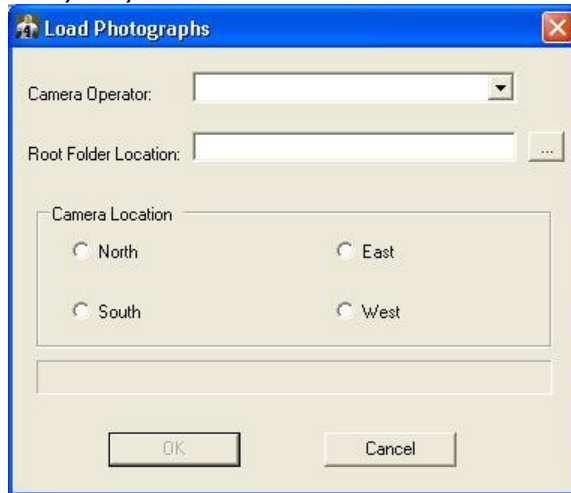 Load Photographs
Camera Operator:
Root Folder Location:
...
Camera Location
North
East
South
West
OK
Cancel